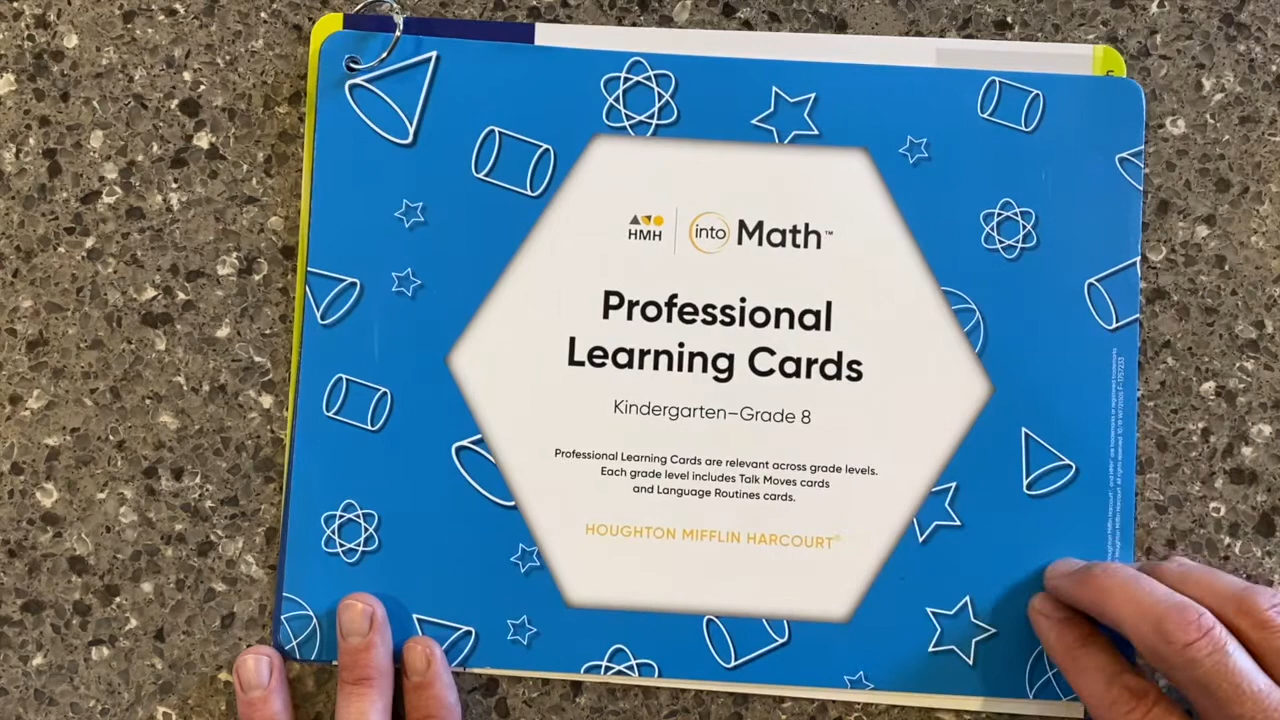 HMH
into Math™
Professional
Learning Cards
Kindergarten–Grade 8
Professional Learning Cards are relevant across grade levels.
Each grade level includes Talk Moves cards
and Language Routines cards.
HOUGHTON MIFFLIN HARCOURT®